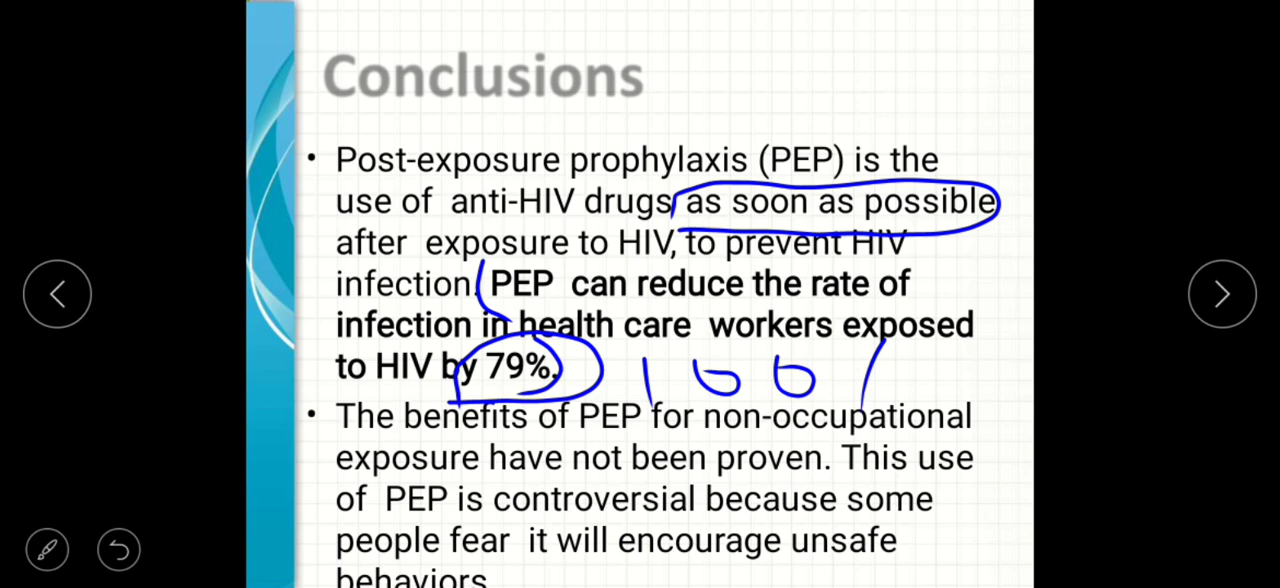 Conclusions
• Post-exposure prophylaxis (PEP) is the
use of anti-HIV drugs, as soon as possible
after exposure to HIV, to prevent HIV
infection. PEP can reduce the rate of
infection in health care workers exposed
to HIV by 79%. 100/
• The benefits of PEP for non-occupational
exposure have not been proven. This use
of PEP is controversial because some
people fear it will encourage unsafe
behaviors